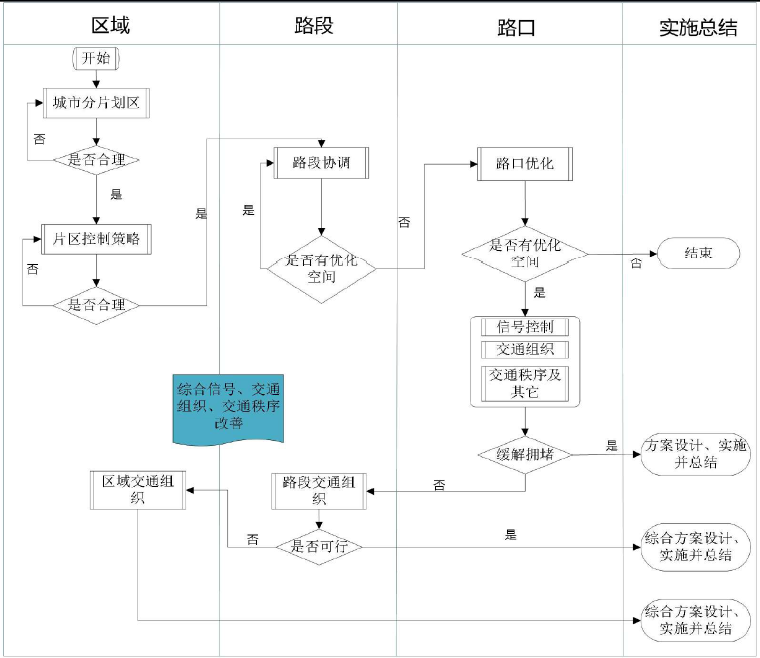 区域
路段
路口
实施总结
开始
城市分片划区
否
是否合理
是
片区控制策略
否
是否合理
是
路段协调
是
是否有优化
空间
否
路口优化
是否有优化
空间
否
结束
是
信号控制
交通组织
交通秩序及
其它
综合信号、交通
组织、交通秩序
改善
缓解拥堵
是
方案设计、实施
并总结
否
区域交通组
织
路段交通组
织
否
是否可行
是
综合方案设计、
实施并总结
综合方案设计、
实施并总结